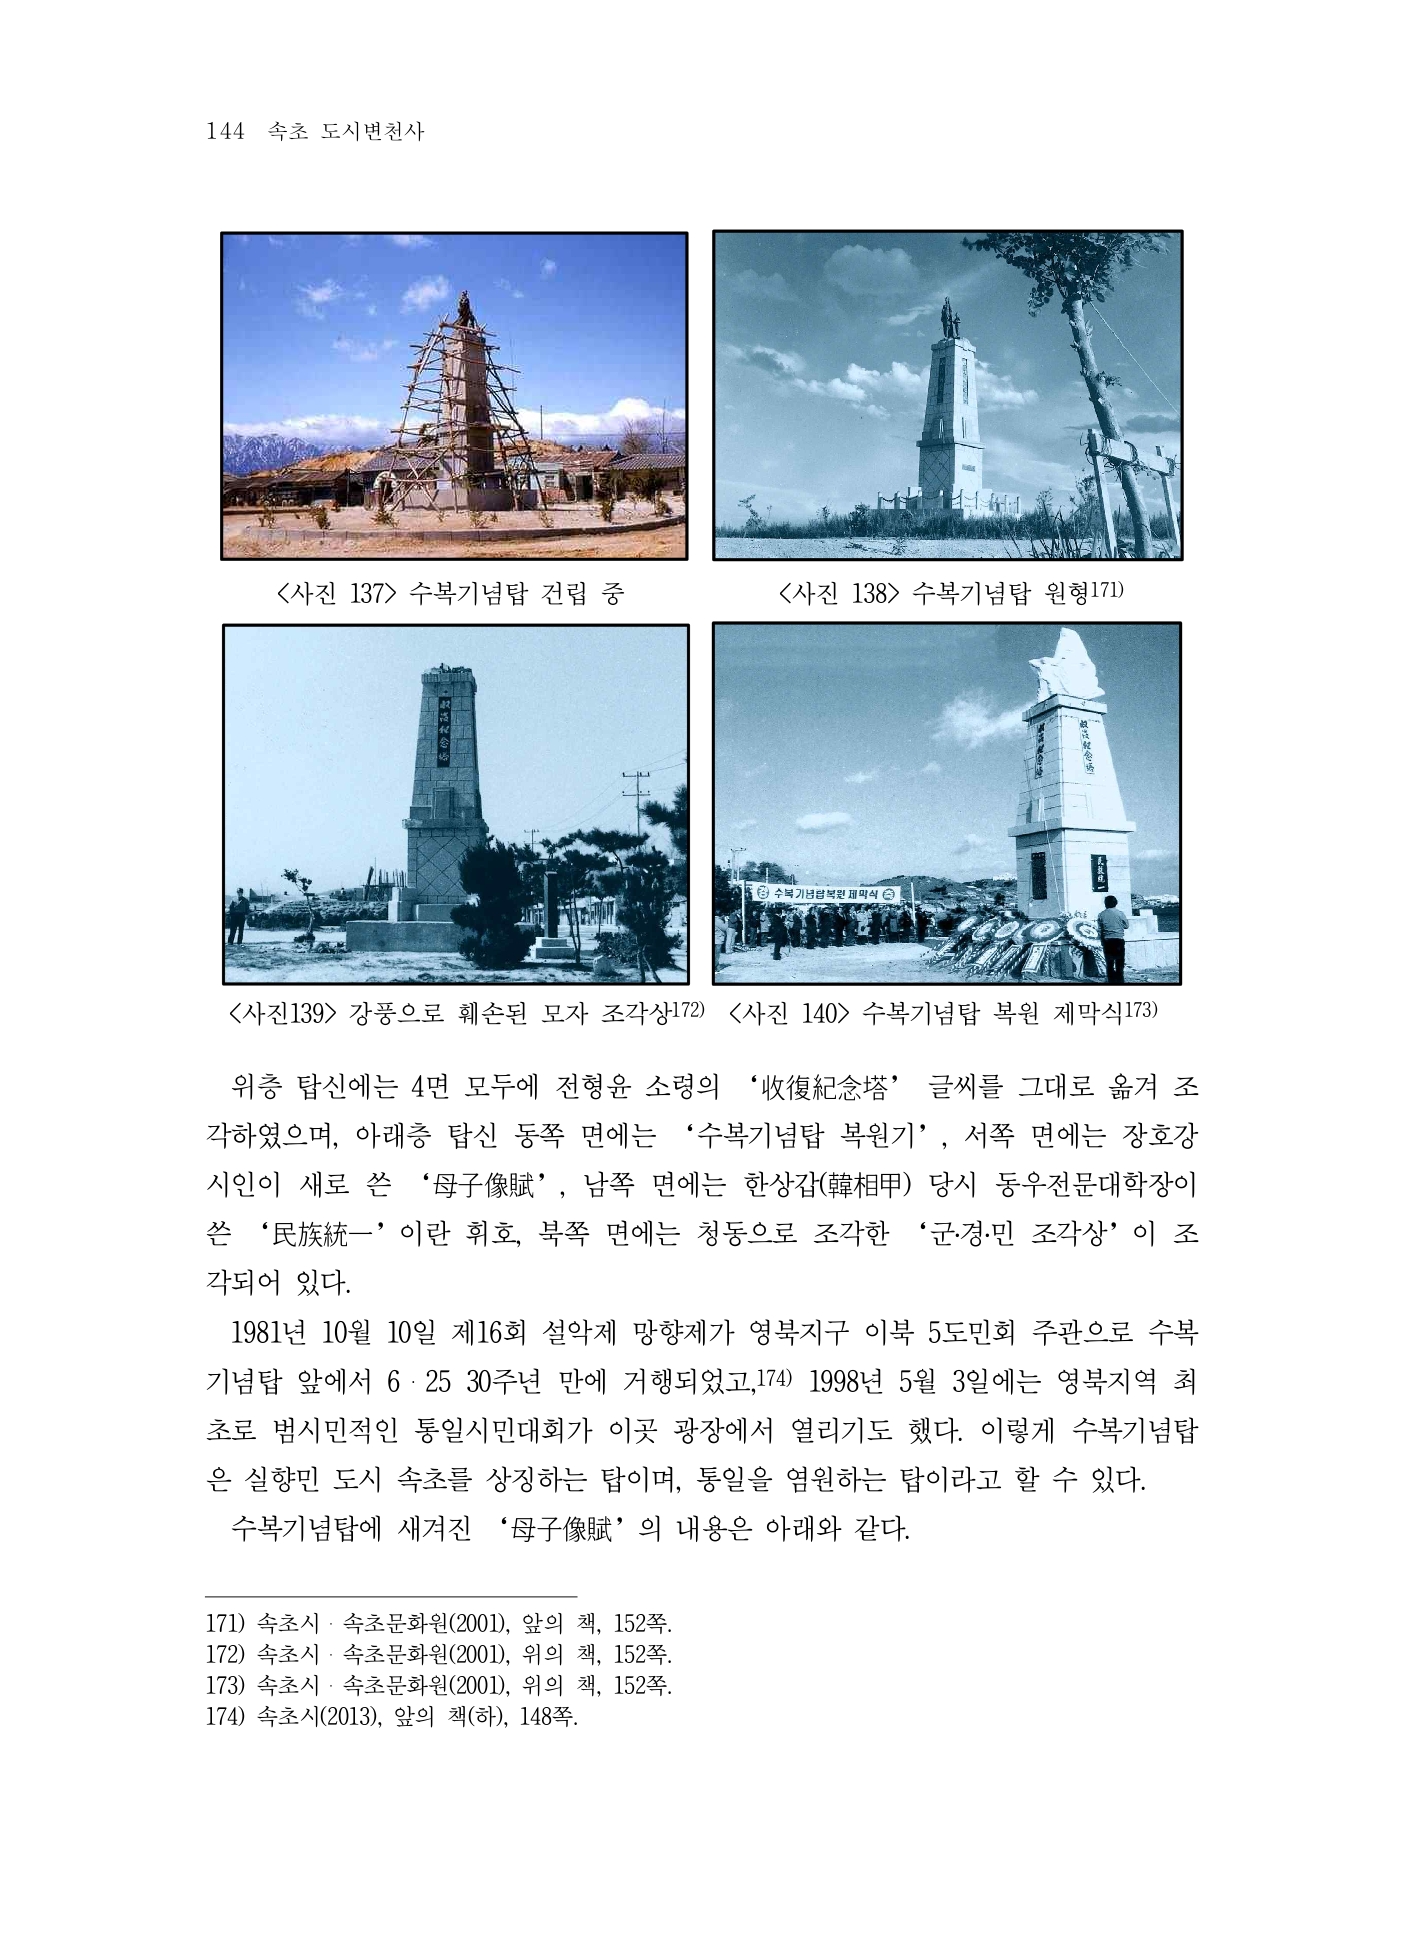 144 속초 도시변천사
<사진 137> 수복기념탑 건립 중
<사진 138> 수복기념탑 원형171)
收復紀念塔
收復紀念塔
收復紀念塔
民族統一
수복기념탑복원제막식
<사진139> 강풍으로 훼손된 모자 조각상172)
<사진 140> 수복기념탑 복원 제막식173)
위층 탑신에는 4면 모두에 전형윤 소령의 ‘收復紀念塔’ 글씨를 그대로 옮겨 조
각하였으며, 아래층 탑신 동쪽 면에는 ‘수복기념탑 복원기’, 서쪽 면에는 장호강
시인이 새로 쓴 ‘母子像賦’, 남쪽 면에는 한상갑(韓相甲) 당시 동우전문대학장이
쓴 ‘民族統一’이란 휘호, 북쪽 면에는 청동으로 조각한 ‘군·경·민 조각상’이 조
각되어 있다.
1981년 10월 10일 제16회 설악제 망향제가 영북지구 이북 5도민회 주관으로 수복
기념탑 앞에서 6 · 25 30주년 만에 거행되었고,174) 1998년 5월 3일에는 영북지역 최
초로 범시민적인 통일시민대회가 이곳 광장에서 열리기도 했다. 이렇게 수복기념탑
은 실향민 도시 속초를 상징하는 탑이며, 통일을 염원하는 탑이라고 할 수 있다.
수복기념탑에 새겨진 ‘母子像賦’의 내용은 아래와 같다.
171) 속초시 · 속초문화원(2001), 앞의 책, 152쪽.
172) 속초시 · 속초문화원(2001), 위의 책, 152쪽.
173) 속초시 · 속초문화원(2001), 위의 책, 152쪽.
174) 속초시(2013), 앞의 책(하), 148쪽.